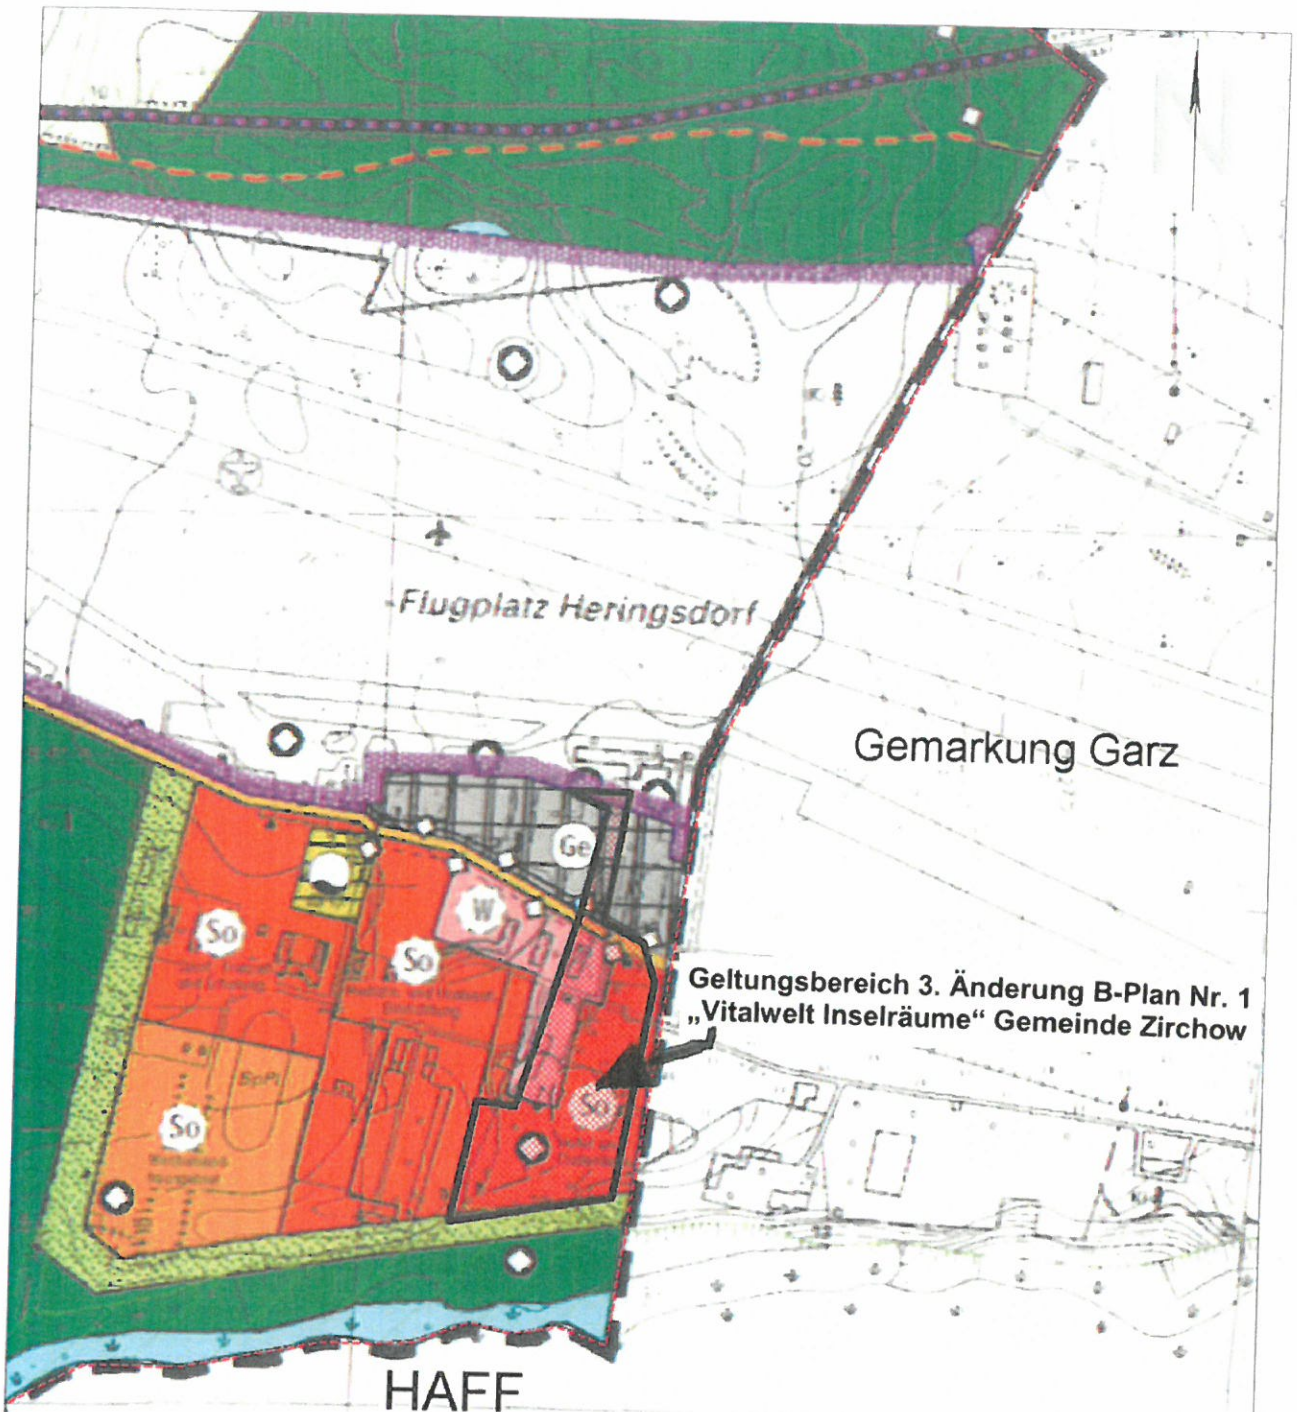 Flugplatz Heringsdorf
Gemarkung Garz
Ge
W
So
So
Geltungsbereich 3. Änderung B-Plan Nr. 1
„Vitalwelt Inselräume“ Gemeinde Zirchow
SpPl
So
So
HAFF